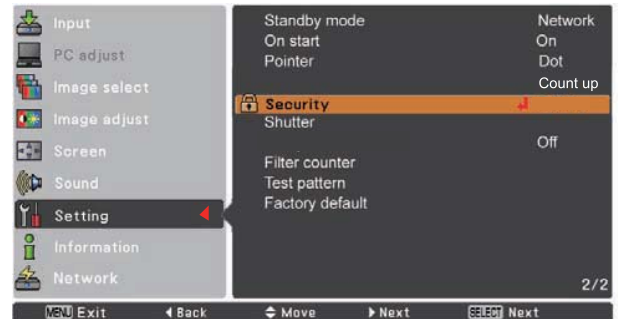 Input
PC adjust
Image select
Image adjust
Screen
Sound
Setting
Information
Network
Standby mode Network
On start On
Pointer Dot
Count up
Security
Shutter
Off
Filter counter
Test pattern
Factory default
2/2
MENU Exit Back Move Next SELECT Next